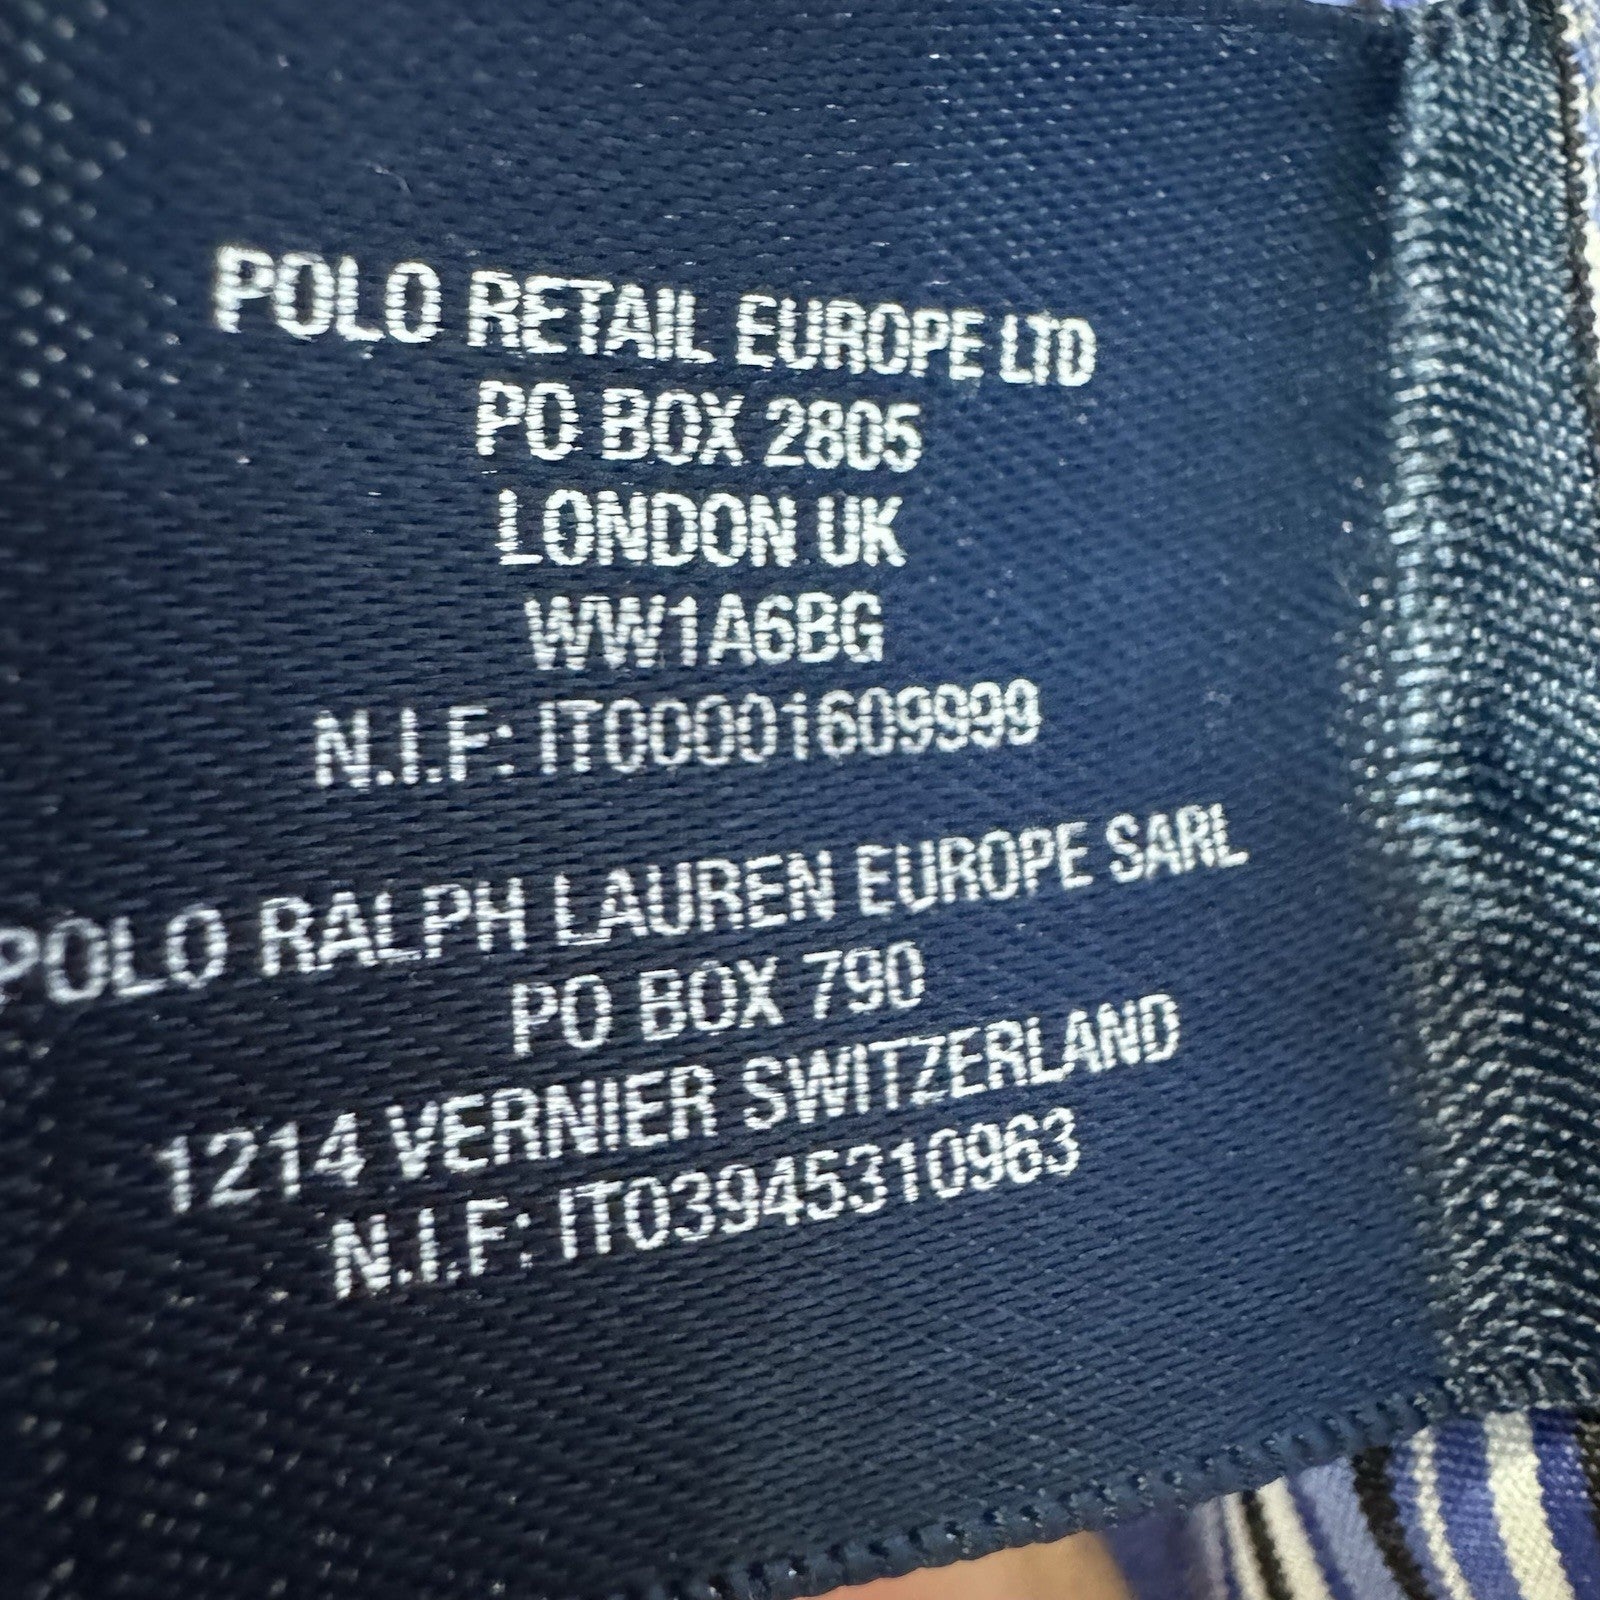 POLO RETAIL EUROPE LTD
PO BOX 2805
LONDON UK
WW1A6BG
N.I.F: IT00001609999
POLO RALPH LAUREN EUROPE SARL
PO BOX 790
1214 VERNIER SWITZERLAND
N.I.F: IT03945310963